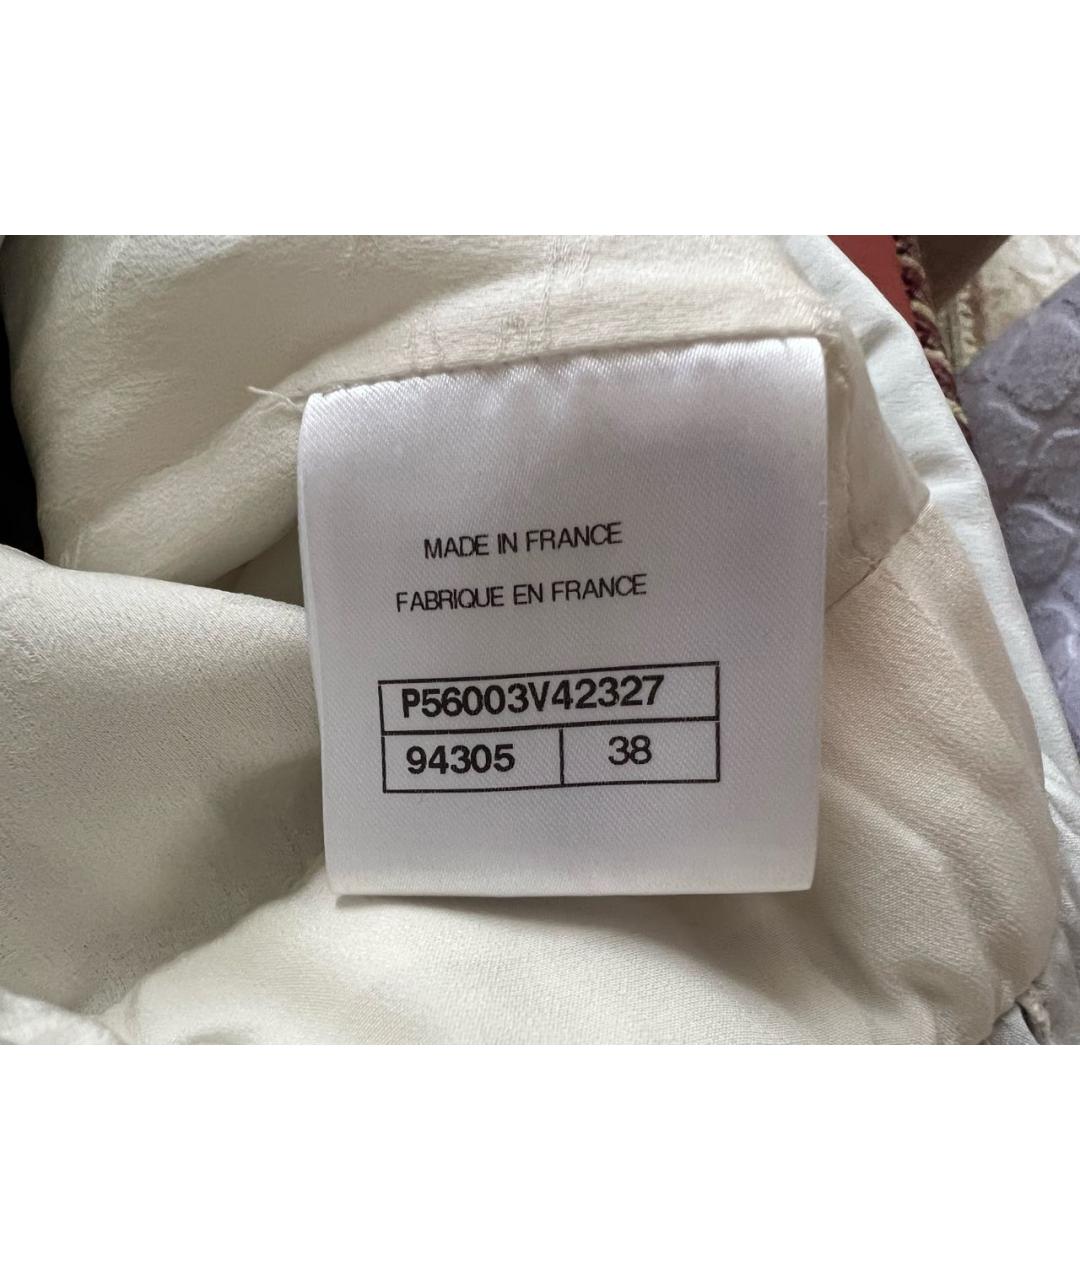 MADE IN FRANCE
FABRIQUE EN FRANCE
P56003V42327
94305 38